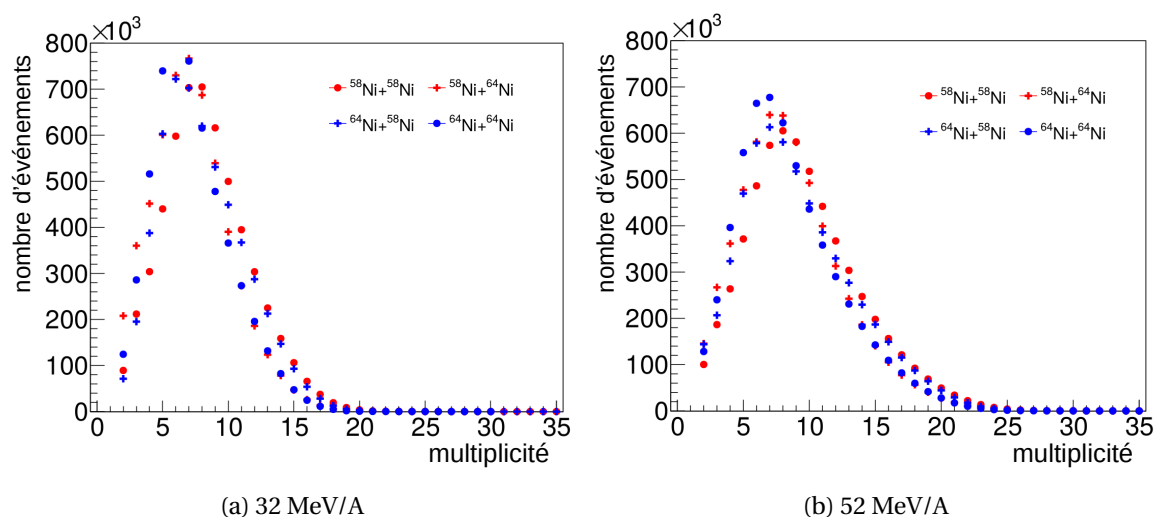 ×10³
800
700
600
500
400
300
200
100
0
nombre d'événements
⁵⁸Ni+⁵⁸Ni ⁵⁸Ni+⁶⁴Ni
⁶⁴Ni+⁵⁸Ni ⁶⁴Ni+⁶⁴Ni
0 5 10 15 20 25 30 35
multiplicité
(a) 32 MeV/A
×10³
800
700
600
500
400
300
200
100
0
nombre d'événements
⁵⁸Ni+⁵⁸Ni ⁵⁸Ni+⁶⁴Ni
⁶⁴Ni+⁵⁸Ni ⁶⁴Ni+⁶⁴Ni
0 5 10 15 20 25 30 35
multiplicité
(b) 52 MeV/A